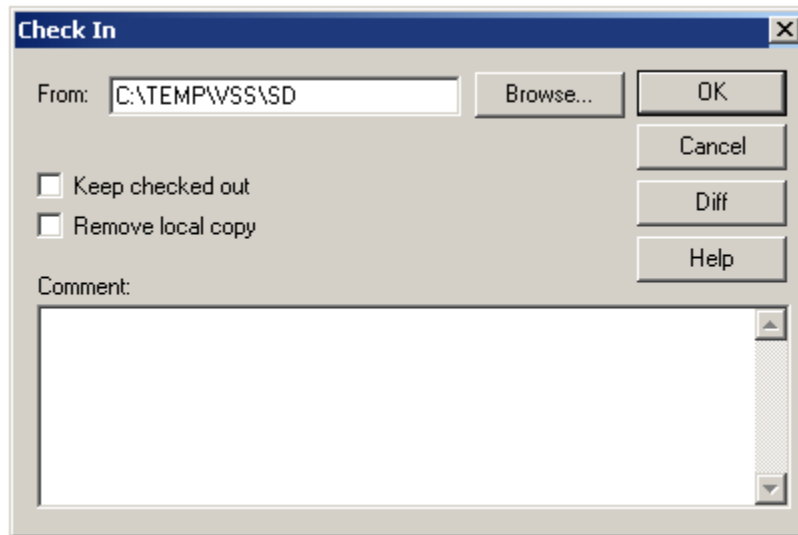 Check In
From: C:\TEMP\VSS\SD Browse... OK
Cancel
Keep checked out
Diff
Remove local copy
Help
Comment: